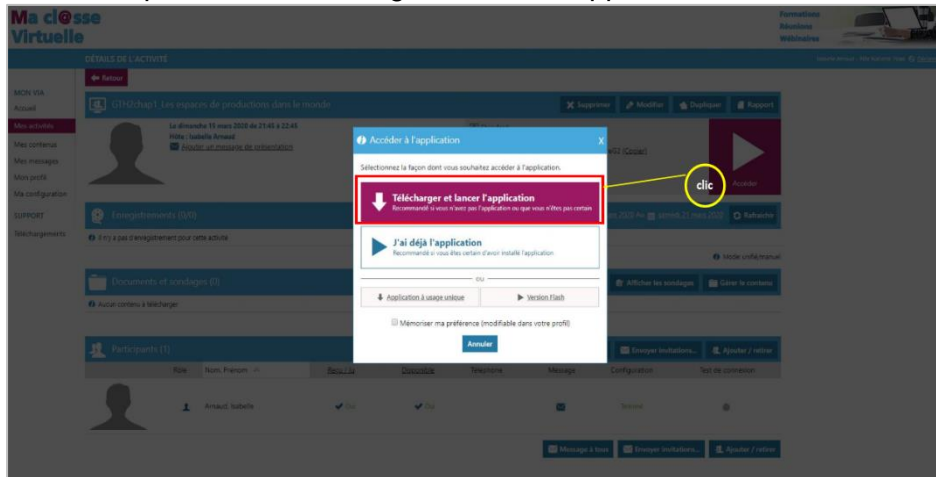 Ma cl@sse
Virtuelle
Formations
Réunions
Webinaires
DÉTAILS DE L'ACTIVITÉ
Retour
MON VIA
Accueil
Mes activités
Mes contenus
Mes messages
Mon profil
Ma configuration
SUPPORT
Téléchargements
GTH2chap1_Les espaces de productions dans le monde
Supprimer
Modifier
Dupliquer
Rapport
Le dimanche 15 mars 2020 de 21:45 à 22:45
Hôte : Isabelle Arnaud
Ajouter un message de présentation
(Copier)
Accéder
Accéder à l'application
X
Sélectionnez la façon dont vous souhaitez accéder à l'application.
Télécharger et lancer l'application
Recommandé si vous n'avez pas l'application ou que vous n'êtes pas certain
J'ai déjà l'application
Recommandé si vous êtes certain d'avoir installé l'application
ou
Application à usage unique
Version Flash
Mémoriser ma préférence (modifiable dans votre profil)
Annuler
clic
Enregistrements (0/0)
samedi 21 mars 2020
Rafraîchir
Il n'y a pas d'enregistrement pour cette activité
Mode unifié/manuel
Documents et sondages (0)
Afficher les sondages
Gérer le contenu
Aucun contenu à télécharger
Participants (1)
Envoyer invitations...
Ajouter / retirer
Rôle
Nom, Prénom
Disponible
Téléphone
Message
Configuration
Test de connexion
Arnaud, Isabelle
Oui
Oui
Message à tous
Envoyer invitations...
Ajouter / retirer